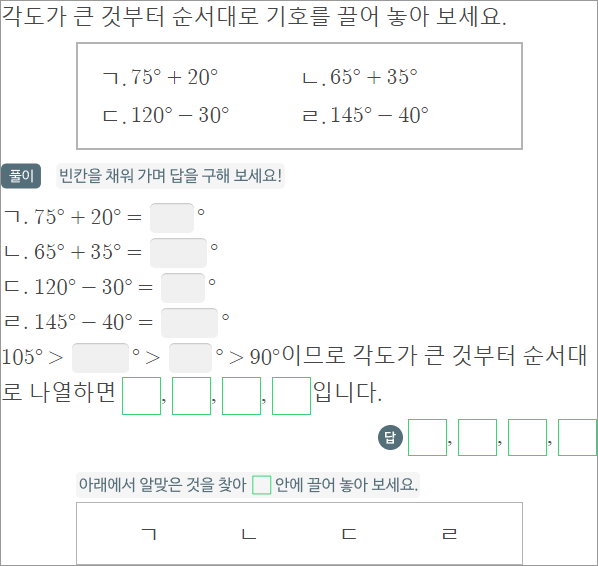 각도가 큰 것부터 순서대로 기호를 끌어 놓아 보세요.
ㄱ. 75° + 20° ㄴ. 65° + 35°
ㄷ. 120° − 30° ㄹ. 145° − 40°
풀이 빈칸을 채워 가며 답을 구해 보세요!
ㄱ. 75° + 20° = °
ㄴ. 65° + 35° = °
ㄷ. 120° − 30° = °
ㄹ. 145° − 40° = °
105° > ° > ° > 90°이므로 각도가 큰 것부터 순서대
로 나열하면 , , , 입니다.
답 , , ,
아래에서 알맞은 것을 찾아 안에 끌어 놓아 보세요.
ㄱ ㄴ ㄷ ㄹ